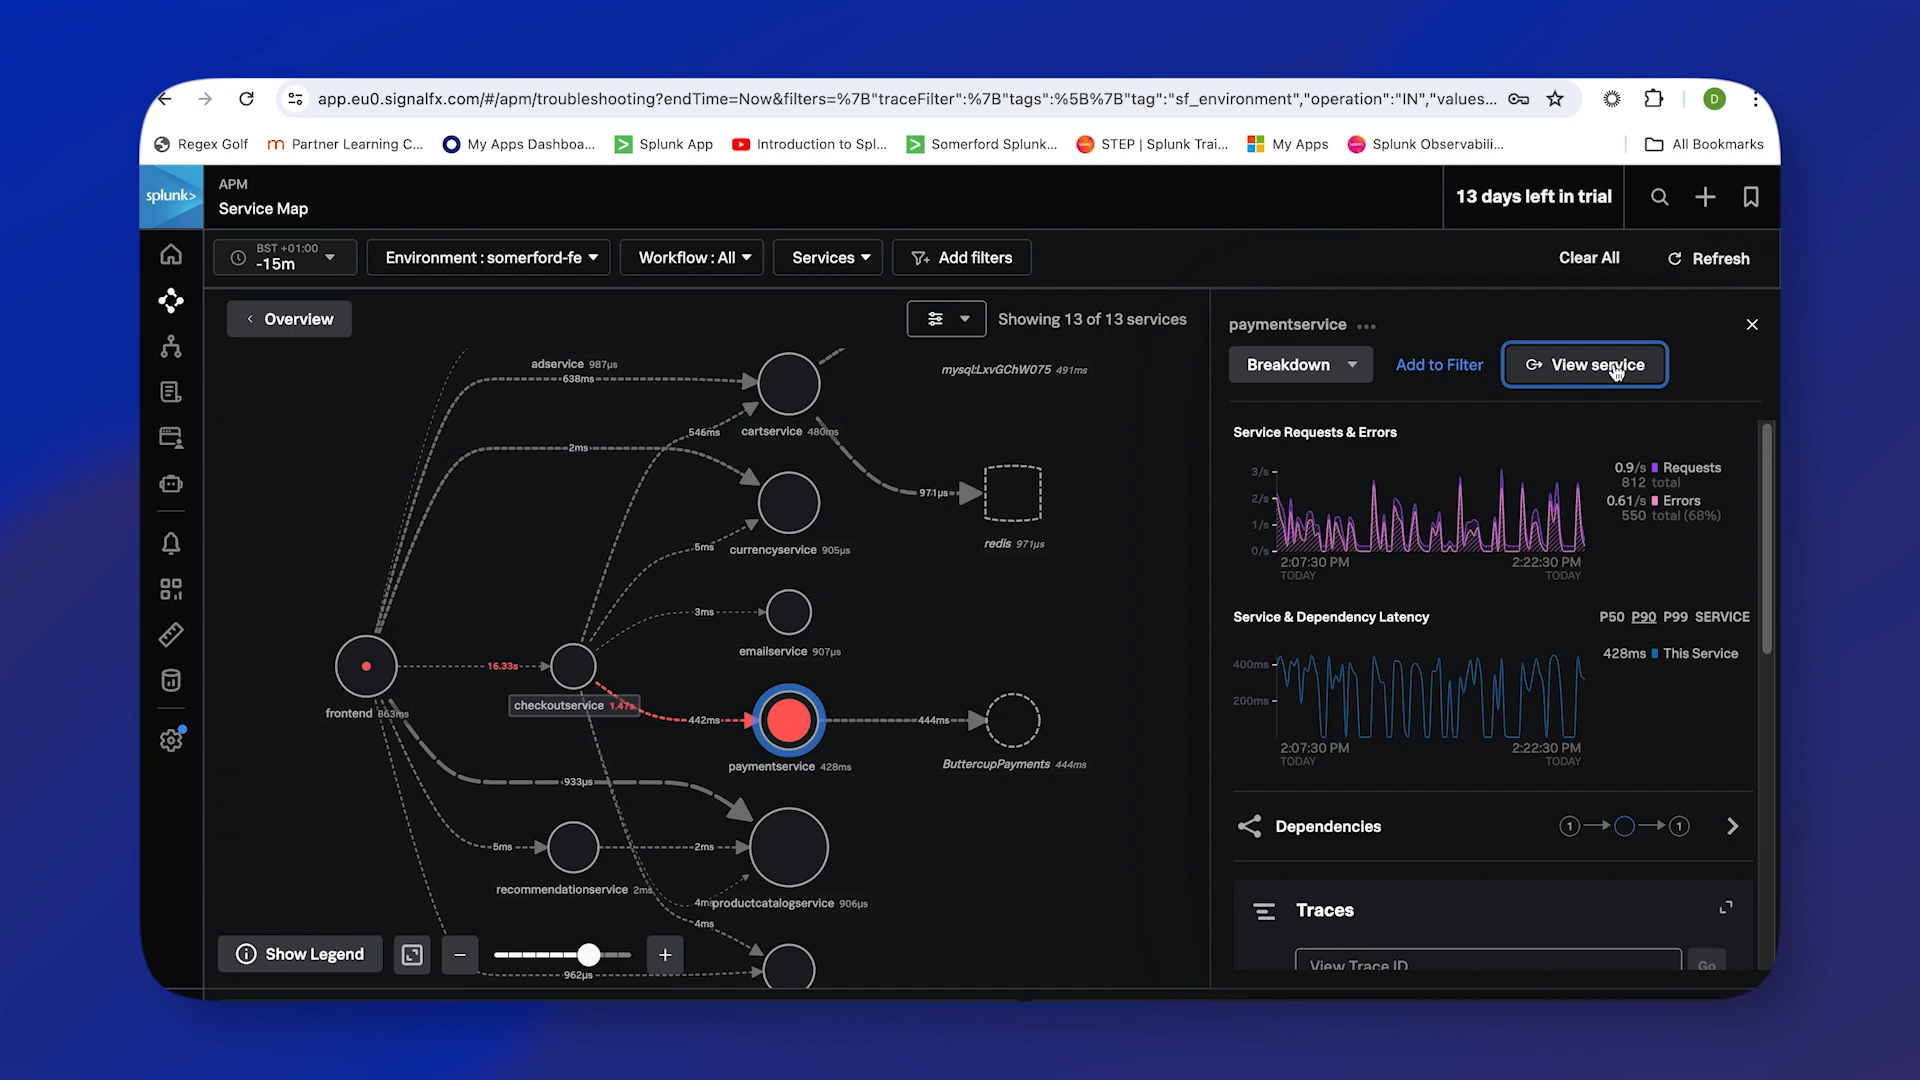 app.eu0.signalfx.com/#/apm/troubleshooting?endTime=Now&filters=%7B"traceFilter":%7B"tags":%5B%7B"tag":"sf_environment","operation":"IN","values...
D
Regex Golf
Partner Learning C...
My Apps Dashboa...
Splunk App
Introduction to Spl...
Somerford Splunk...
STEP | Splunk Trai...
My Apps
Splunk Observabili...
All Bookmarks
splunk>
APM
Service Map
13 days left in trial
BST +01:00
-15m
Environment : somerford-fe
Workflow : All
Services
Add filters
Clear All
Refresh
Overview
Showing 13 of 13 services
adservice 987µs
638ms
mysql:LxvGChW075 491ms
546ms
cartservice 480ms
2ms
971µs
redis 971µs
5ms
currencyservice 905µs
3ms
emailservice 907µs
frontend 863ms
16.33s
checkoutservice 1.47s
442ms
paymentservice 428ms
444ms
ButtercupPayments 444ms
933µs
5ms
recommendationservice 2ms
2ms
4ms
productcatalogservice 906µs
4ms
962µs
Show Legend
paymentservice
Breakdown
Add to Filter
View service
Service Requests & Errors
3/s
2/s
1/s
0/s
2:07:30 PM
TODAY
2:22:30 PM
TODAY
0.9/s Requests
812 total
0.61/s Errors
550 total (68%)
Service & Dependency Latency
P50 P90 P99 SERVICE
400ms
200ms
2:07:30 PM
TODAY
2:22:30 PM
TODAY
428ms This Service
Dependencies
1
1
Traces
View Trace ID
Go